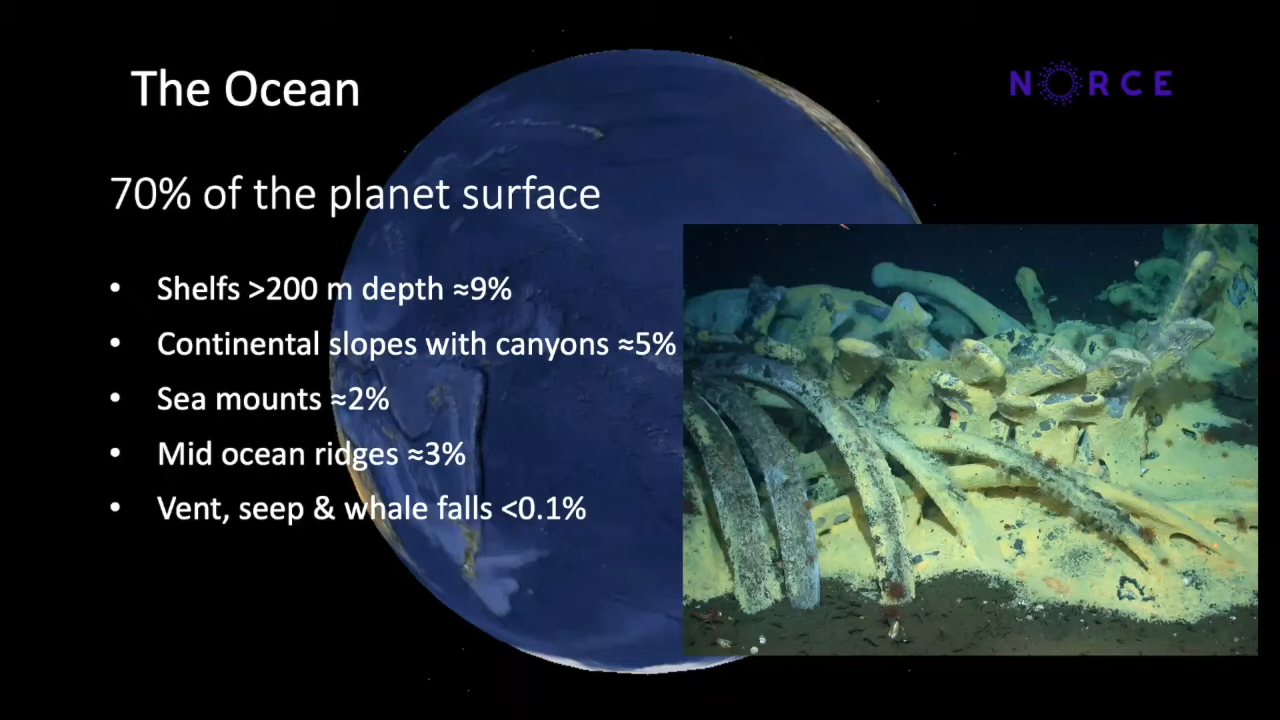 The Ocean
NORCE
70% of the planet surface
• Shelfs >200 m depth ≈9%
• Continental slopes with canyons ≈5%
• Sea mounts ≈2%
• Mid ocean ridges ≈3%
• Vent, seep & whale falls <0.1%